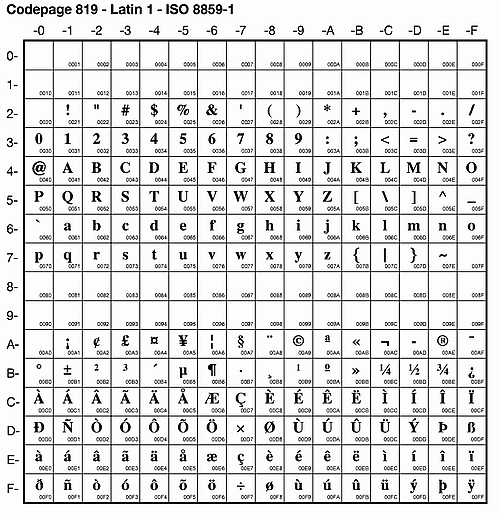 Codepage 819 - Latin 1 - ISO 8859-1
-0 -1 -2 -3 -4 -5 -6 -7 -8 -9 -A -B -C -D -E -F
0-
0001 0002 0003 0004 0005 0006 0007 0008 0009 000A 000B 000C 000D 000E 000F
1-
0010 0011 0012 0013 0014 0015 0016 0017 0018 0019 001A 001B 001C 001D 001E 001F
2- ! " # $ % & ' ( ) * + , - . /
0020 0021 0022 0023 0024 0025 0026 0027 0028 0029 002A 002B 002C 002D 002E 002F
3- 0 1 2 3 4 5 6 7 8 9 : ; < = > ?
0030 0031 0032 0033 0034 0035 0036 0037 0038 0039 003A 003B 003C 003D 003E 003F
4- @ A B C D E F G H I J K L M N O
0040 0041 0042 0043 0044 0045 0046 0047 0048 0049 004A 004B 004C 004D 004E 004F
5- P Q R S T U V W X Y Z [ \ ] ^ _
0050 0051 0052 0053 0054 0055 0056 0057 0058 0059 005A 005B 005C 005D 005E 005F
6- ` a b c d e f g h i j k l m n o
0060 0061 0062 0063 0064 0065 0066 0067 0068 0069 006A 006B 006C 006D 006E 006F
7- p q r s t u v w x y z { | } ~
0070 0071 0072 0073 0074 0075 0076 0077 0078 0079 007A 007B 007C 007D 007E 007F
8-
0080 0081 0082 0083 0084 0085 0086 0087 0088 0089 008A 008B 008C 008D 008E 008F
9-
0090 0091 0092 0093 0094 0095 0096 0097 0098 0099 009A 009B 009C 009D 009E 009F
A- ¡ ¢ £ ¤ ¥ ¦ § ¨ © ª « ¬ - ® ¯
00A0 00A1 00A2 00A3 00A4 00A5 00A6 00A7 00A8 00A9 00AA 00AB 00AC 00AD 00AE 00AF
B- ° ± ² ³ ´ µ ¶ · ¸ ¹ º » ¼ ½ ¾ ¿
00B0 00B1 00B2 00B3 00B4 00B5 00B6 00B7 00B8 00B9 00BA 00BB 00BC 00BD 00BE 00BF
C- À Á Â Ã Ä Å Æ Ç È É Ê Ë Ì Í Î Ï
00C0 00C1 00C2 00C3 00C4 00C5 00C6 00C7 00C8 00C9 00CA 00CB 00CC 00CD 00CE 00CF
D- Ð Ñ Ò Ó Ô Õ Ö × Ø Ù Ú Û Ü Ý Þ ß
00D0 00D1 00D2 00D3 00D4 00D5 00D6 00D7 00D8 00D9 00DA 00DB 00DC 00DD 00DE 00DF
E- à á â ã ä å æ ç è é ê ë ì í î ï
00E0 00E1 00E2 00E3 00E4 00E5 00E6 00E7 00E8 00E9 00EA 00EB 00EC 00ED 00EE 00EF
F- ð ñ ò ó ô õ ö ÷ ø ù ú û ü ý þ ÿ
00F0 00F1 00F2 00F3 00F4 00F5 00F6 00F7 00F8 00F9 00FA 00FB 00FC 00FD 00FE 00FF